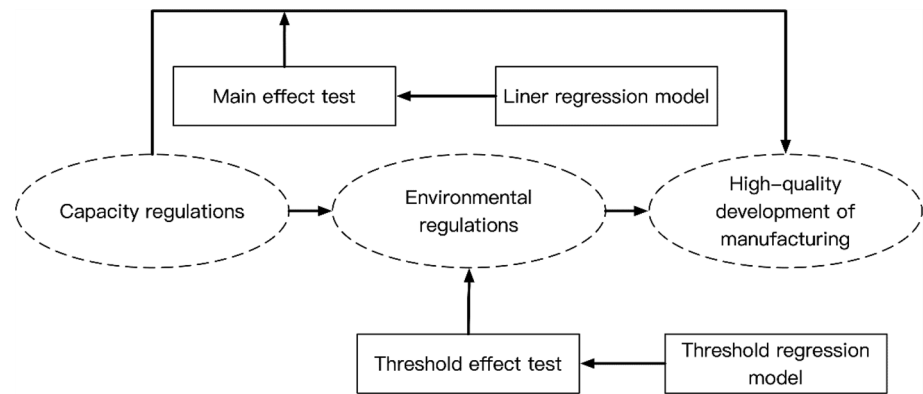 Main effect test
Liner regression model
Capacity regulations
Environmental
regulations
High-quality
development of
manufacturing
Threshold effect test
Threshold regression
model